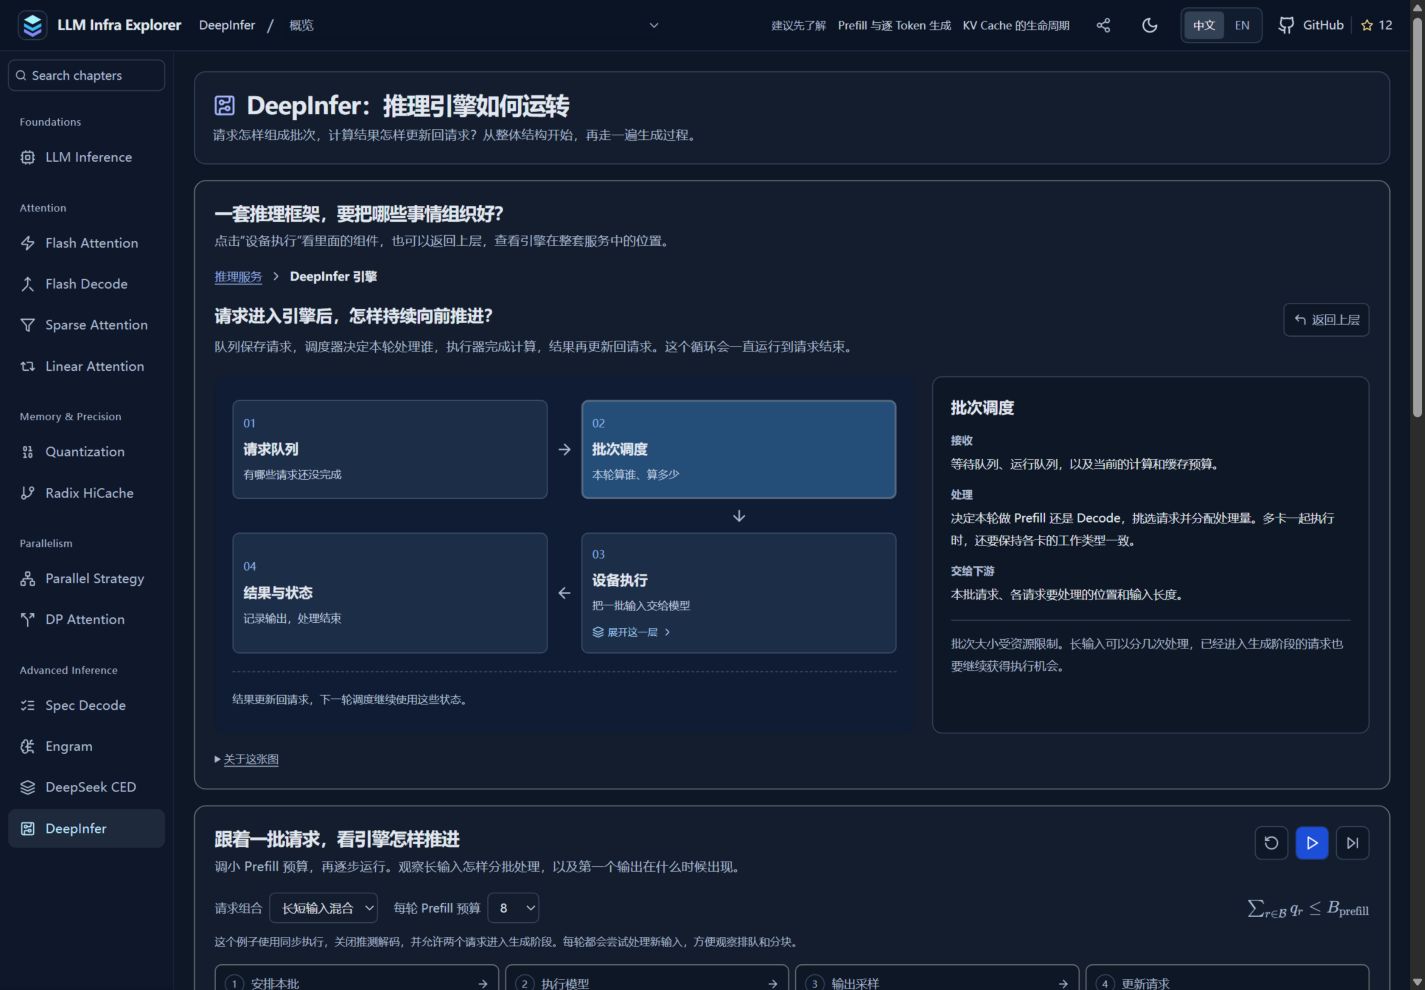 LLM Infra Explorer
DeepInfer / 概览
建议先了解 Prefill 与逐 Token 生成 KV Cache 的生命周期
中文 EN
GitHub 12
Search chapters
Foundations
LLM Inference
Attention
Flash Attention
Flash Decode
Sparse Attention
Linear Attention
Memory & Precision
Quantization
Radix HiCache
Parallelism
Parallel Strategy
DP Attention
Advanced Inference
Spec Decode
Engram
DeepSeek CED
DeepInfer
DeepInfer：推理引擎如何运转
请求怎样组成批次，计算结果怎样更新回请求？从整体结构开始，再走一遍生成过程。
一套推理框架，要把哪些事情组织好？
点击“设备执行”看里面的组件，也可以返回上层，查看引擎在整套服务中的位置。
推理服务 > DeepInfer 引擎
请求进入引擎后，怎样持续向前推进？
返回上层
队列保存请求，调度器决定本轮处理谁，执行器完成计算，结果再更新回请求。这个循环会一直运行到请求结束。
01
请求队列
有哪些请求还没完成
→
02
批次调度
本轮算谁、算多少
↓
04
结果与状态
记录输出，处理结束
←
03
设备执行
把一批输入交给模型
展开这一层 >
结果更新回请求，下一轮调度继续使用这些状态。
批次调度
接收
等待队列、运行队列，以及当前的计算和缓存预算。
处理
决定本轮做 Prefill 还是 Decode，挑选请求并分配处理量。多卡一起执行
时，还要保持各卡的工作类型一致。
交给下游
本批请求、各请求要处理的位置和输入长度。
批次大小受资源限制。长输入可以分几次处理，已经进入生成阶段的请求也
要继续获得执行机会。
关于这张图
跟着一批请求，看引擎怎样推进
调小 Prefill 预算，再逐步运行。观察长输入怎样分批处理，以及第一个输出在什么时候出现。
请求组合 长短输入混合 每轮 Prefill 预算 8
∑r∈B qr ≤ Bprefill
这个例子使用同步执行，关闭推测解码，并允许两个请求进入生成阶段。每轮都会尝试处理新输入，方便观察排队和分块。
1 安排本批 →
2 执行模型 →
3 输出采样 →
4 更新请求